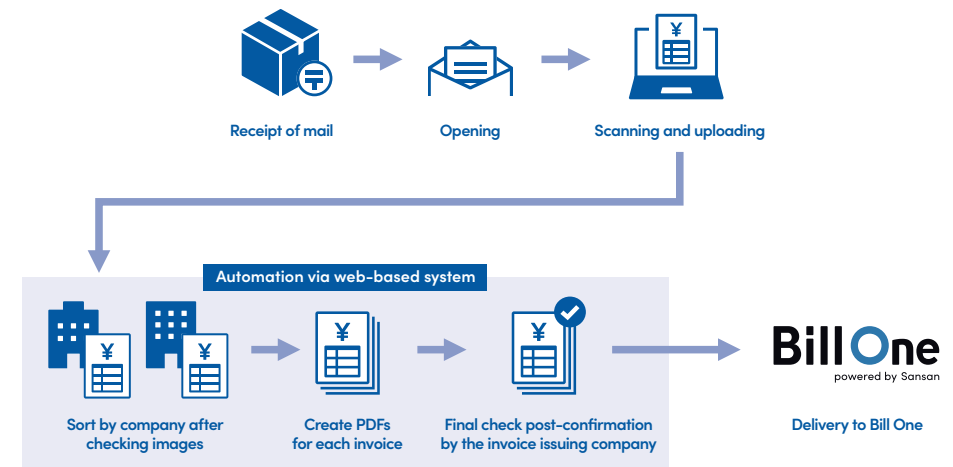 ¥
Receipt of mail
Opening
Scanning and uploading
Automation via web-based system
¥
¥
¥
¥
Bill One
powered by Sansan
Sort by company after
checking images
Create PDFs
for each invoice
Final check post-confirmation
by the invoice issuing company
Delivery to Bill One